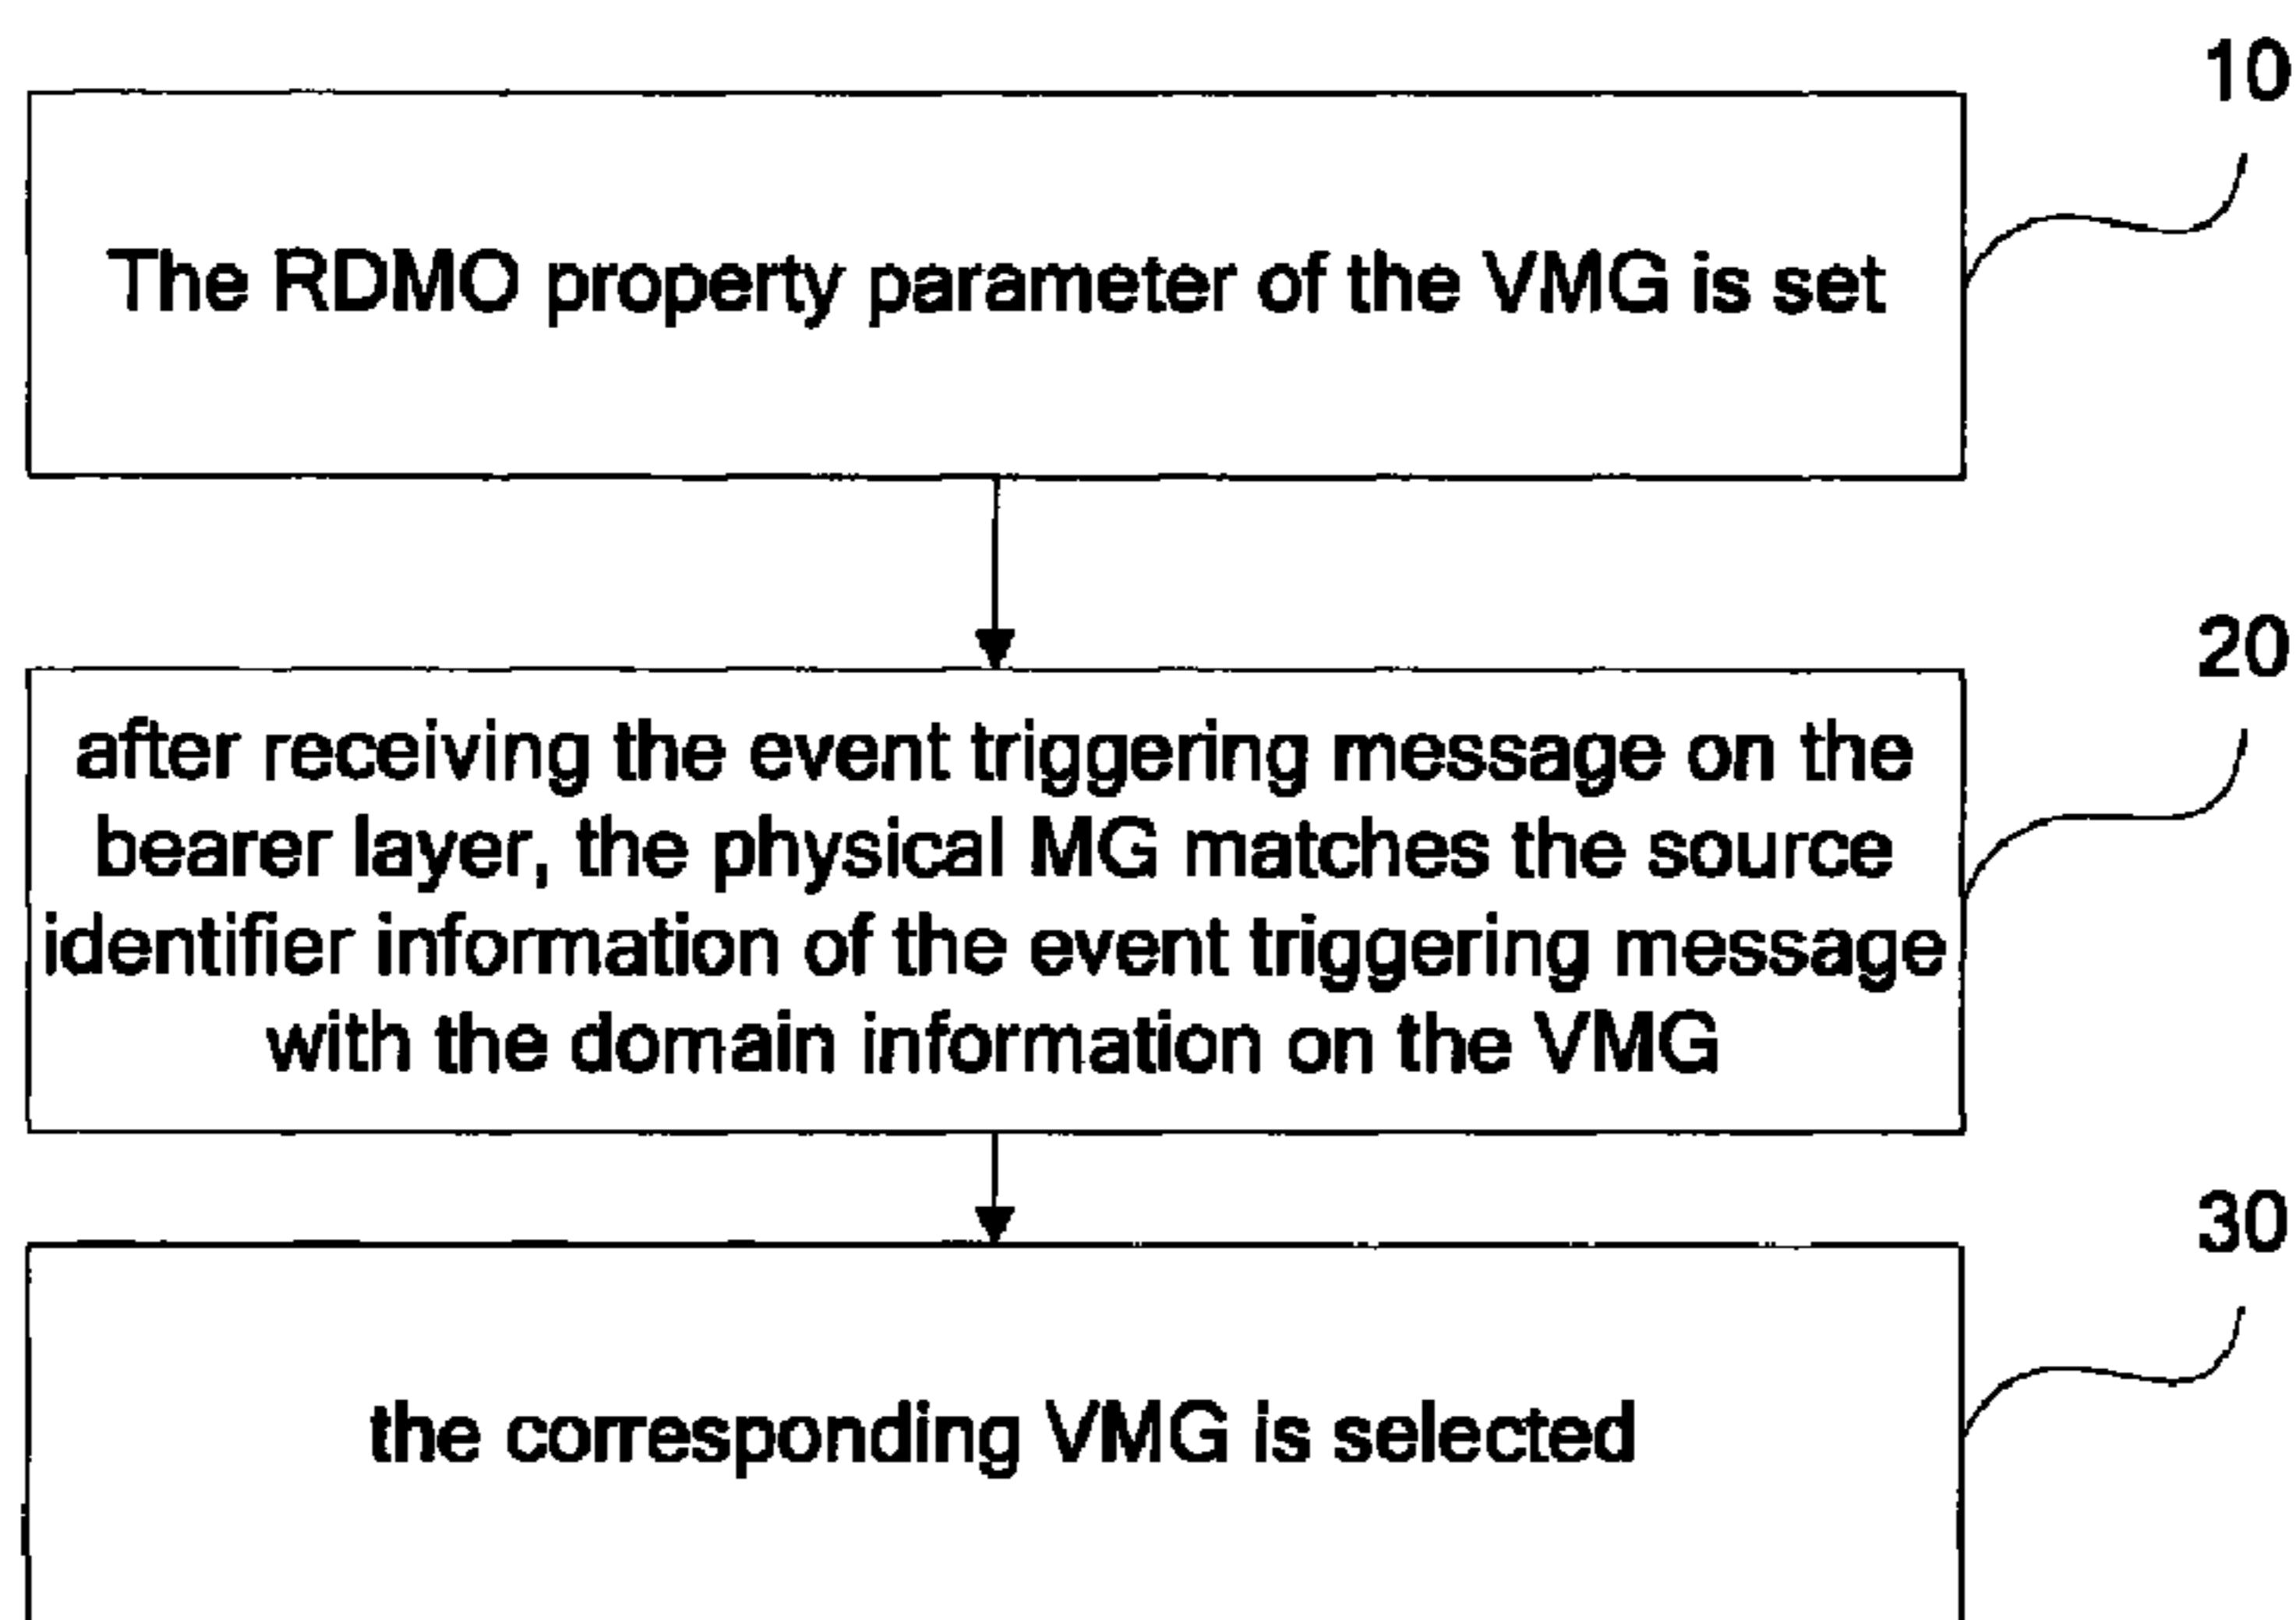 10
The RDMO property parameter of the VMG is set
20
after receiving the event triggering message on the
bearer layer, the physical MG matches the source
identifier information of the event triggering message
with the domain information on the VMG
30
the corresponding VMG is selected